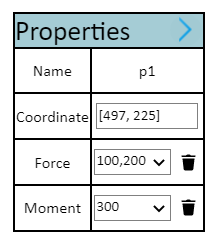 Properties
Name p1
Coordinate [497, 225]
Force 100,200
Moment 300